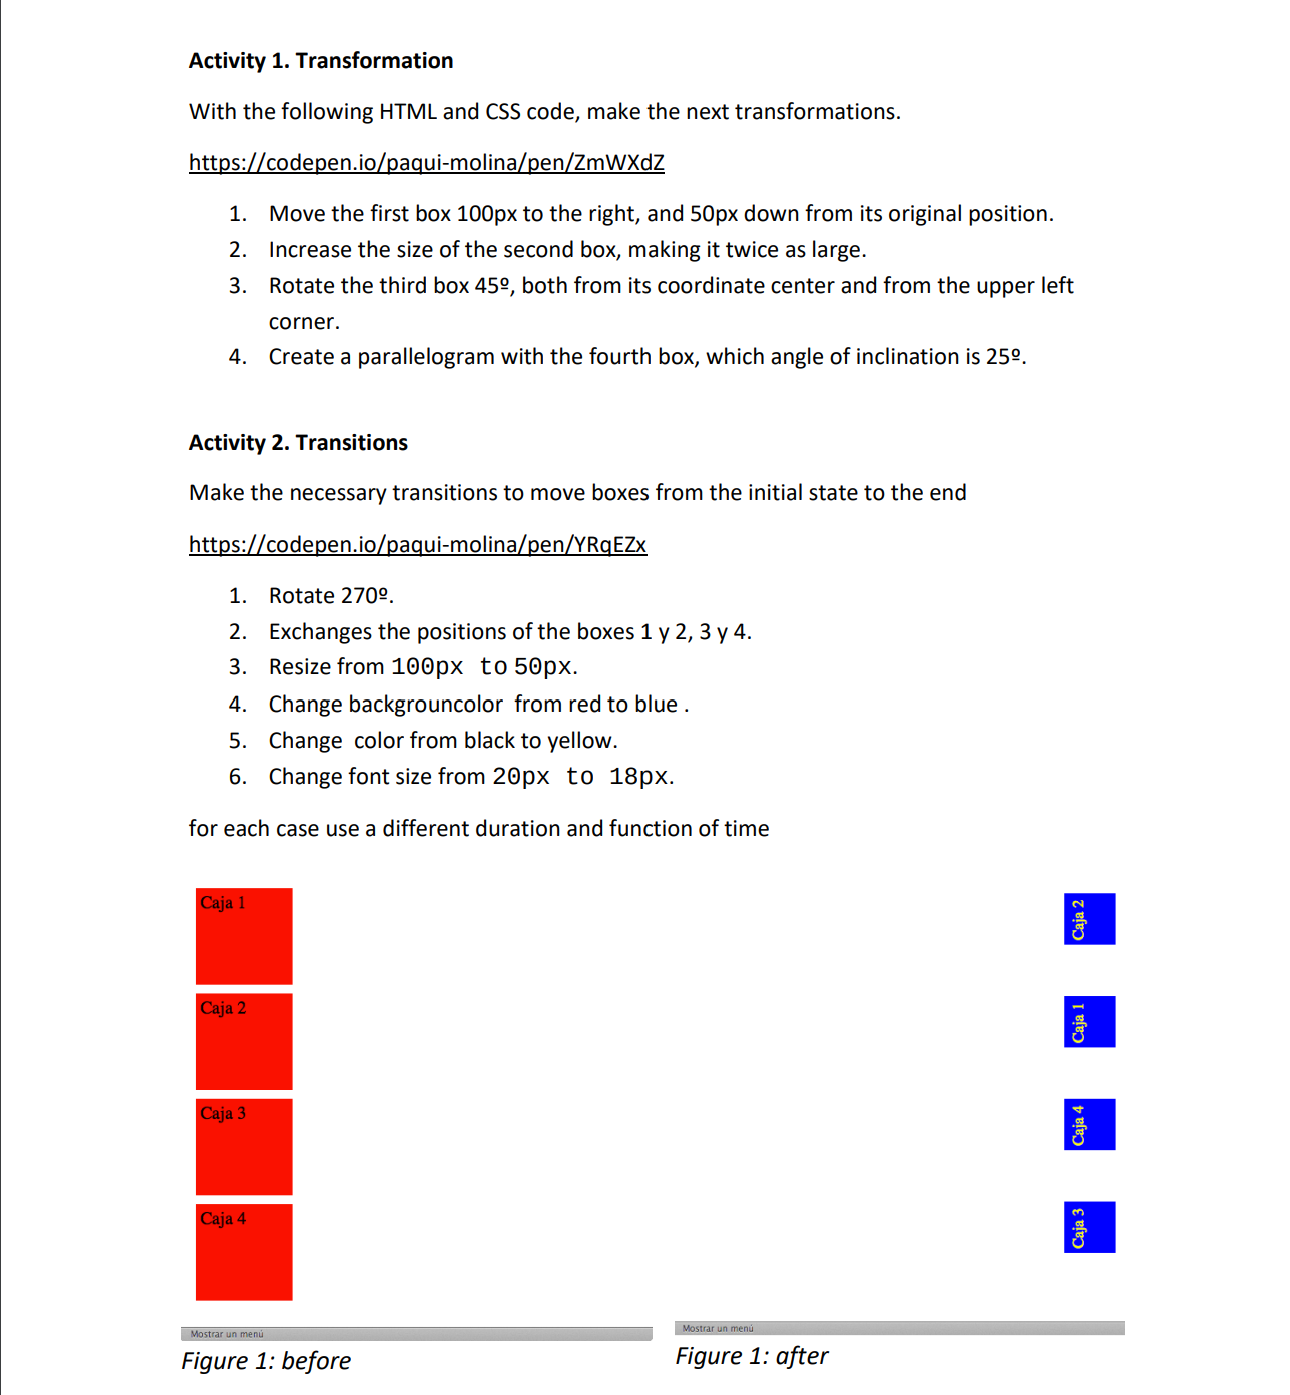 Activity 1. Transformation
With the following HTML and CSS code, make the next transformations.
https://codepen.io/paqui-molina/pen/ZmWXdZ
1. Move the first box 100px to the right, and 50px down from its original position.
2. Increase the size of the second box, making it twice as large.
3. Rotate the third box 45º, both from its coordinate center and from the upper left
corner.
4. Create a parallelogram with the fourth box, which angle of inclination is 25º.
Activity 2. Transitions
Make the necessary transitions to move boxes from the initial state to the end
https://codepen.io/paqui-molina/pen/YRqEZx
1. Rotate 270º.
2. Exchanges the positions of the boxes 1 y 2, 3 y 4.
3. Resize from 100px to 50px.
4. Change backgrouncolor from red to blue .
5. Change color from black to yellow.
6. Change font size from 20px to 18px.
for each case use a different duration and function of time
Caja 1
Caja 2
Caja 3
Caja 4
Mostrar un menú
Figure 1: before
Caja 2
Caja 1
Caja 4
Caja 3
Mostrar un menú
Figure 1: after